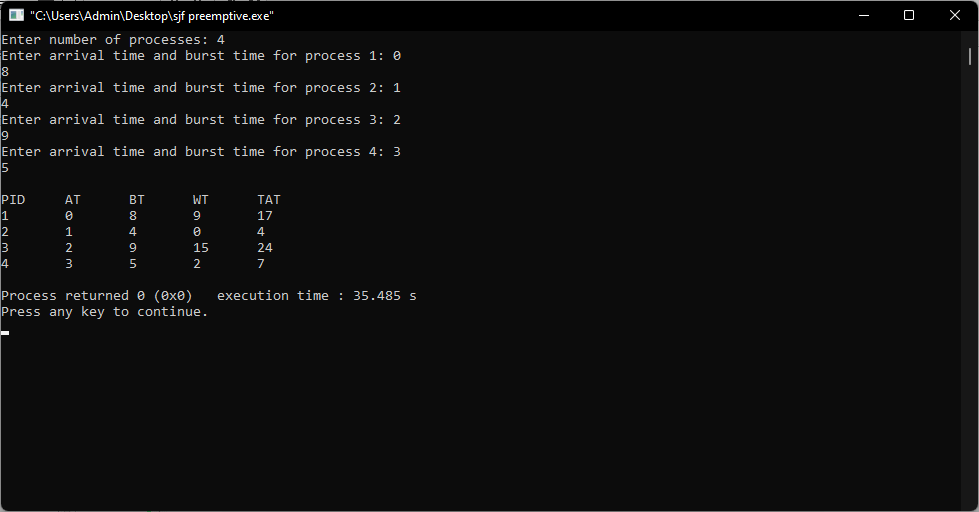 "C:\Users\Admin\Desktop\sjf preemptive.exe"
Enter number of processes: 4
Enter arrival time and burst time for process 1: 0
8
Enter arrival time and burst time for process 2: 1
4
Enter arrival time and burst time for process 3: 2
9
Enter arrival time and burst time for process 4: 3
5
PID AT BT WT TAT
1 0 8 9 17
2 1 4 0 4
3 2 9 15 24
4 3 5 2 7
Process returned 0 (0x0) execution time : 35.485 s
Press any key to continue.